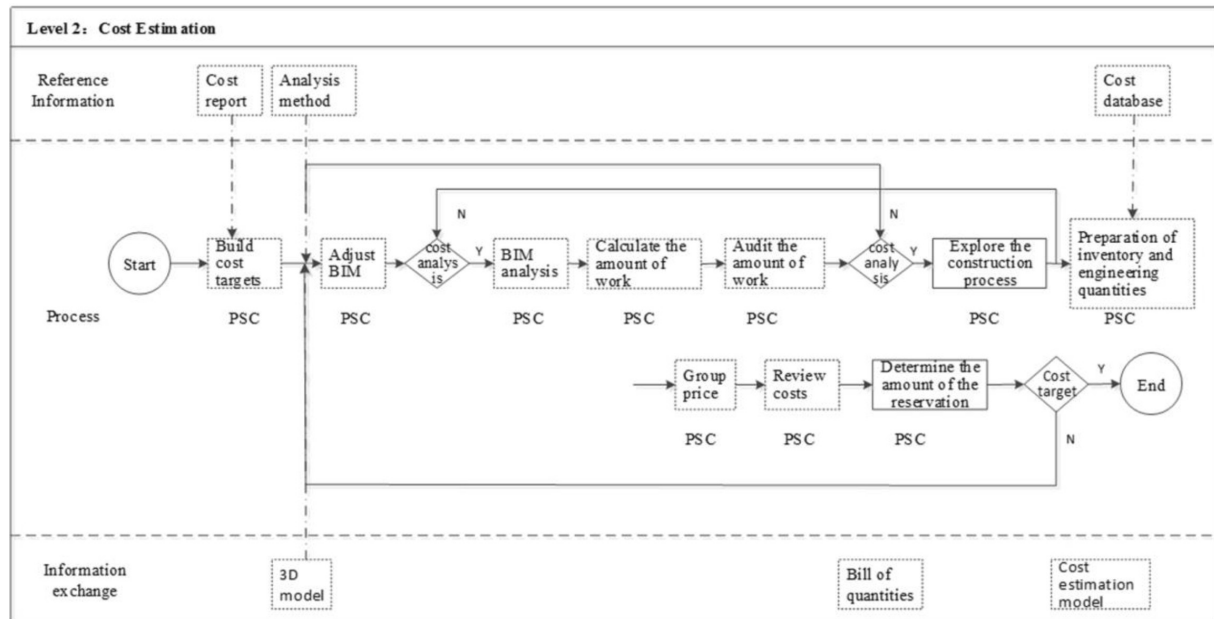 Level 2: Cost Estimation
Reference
Information
Cost
report
Analysis
method
Cost
database
Process
Start
Build
cost
targets
Adjust
BIM
cost
analys
is
N
Y
BIM
analysis
Calculate the
amount of
work
Audit the
amount of
work
cost
analy
sis
N
Y
Explore the
construction
process
Preparation of
inventory and
engineering
quantities
PSC
PSC
PSC
PSC
PSC
PSC
PSC
Group
price
Review
costs
Determine the
amount of the
reservation
Cost
target
Y
End
N
PSC
PSC
PSC
Information
exchange
3D
model
Bill of
quantities
Cost
estimation
model